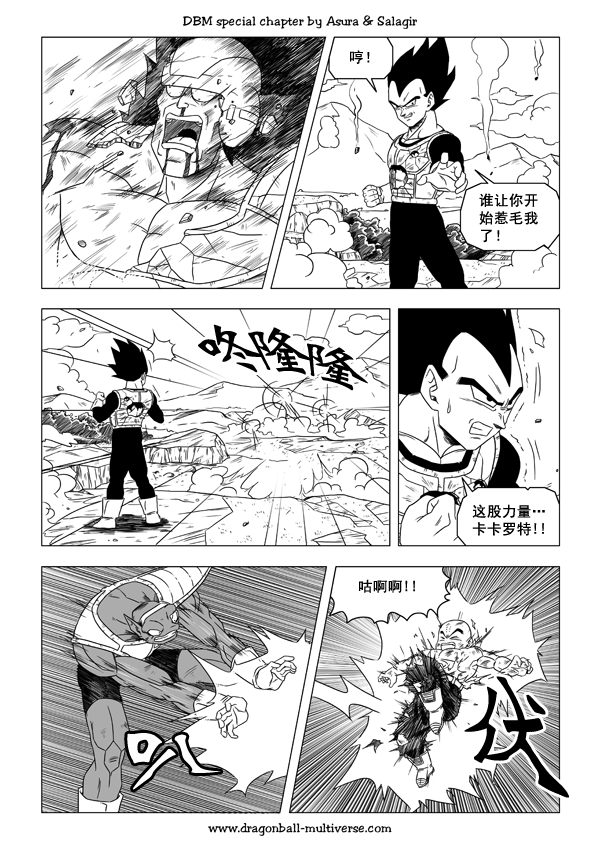 DBM special chapter by Asura & Salagir
哼！
谁让你开
始惹毛我
了！
咚隆隆
这股力量…
卡卡罗特!!
咕啊啊!!
叭
伏
www.dragonball-multiverse.com